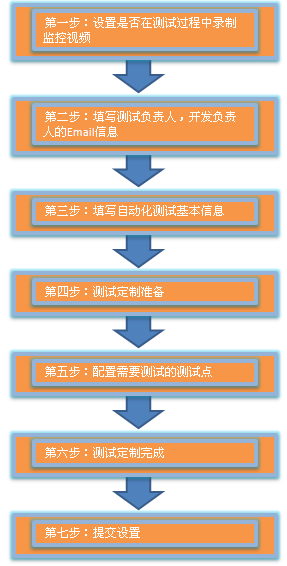 第一步：设置是否在测试过程中录制
监控视频
第二步：填写测试负责人，开发负责
人的Email信息
第三步：填写自动化测试基本信息
第四步：测试定制准备
第五步：配置需要测试的测试点
第六步：测试定制完成
第七步：提交设置